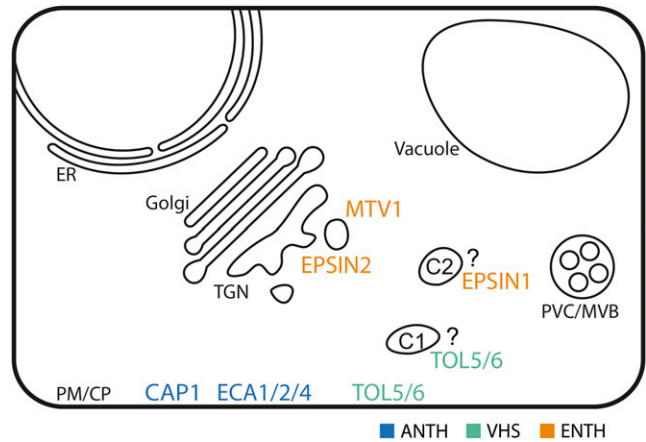 Vacuole
ER
Golgi
MTV1
EPSIN2
TGN
C2 ?
EPSIN1
PVC/MVB
C1 ?
TOL5/6
PM/CP CAP1 ECA1/2/4 TOL5/6
ANTH VHS ENTH